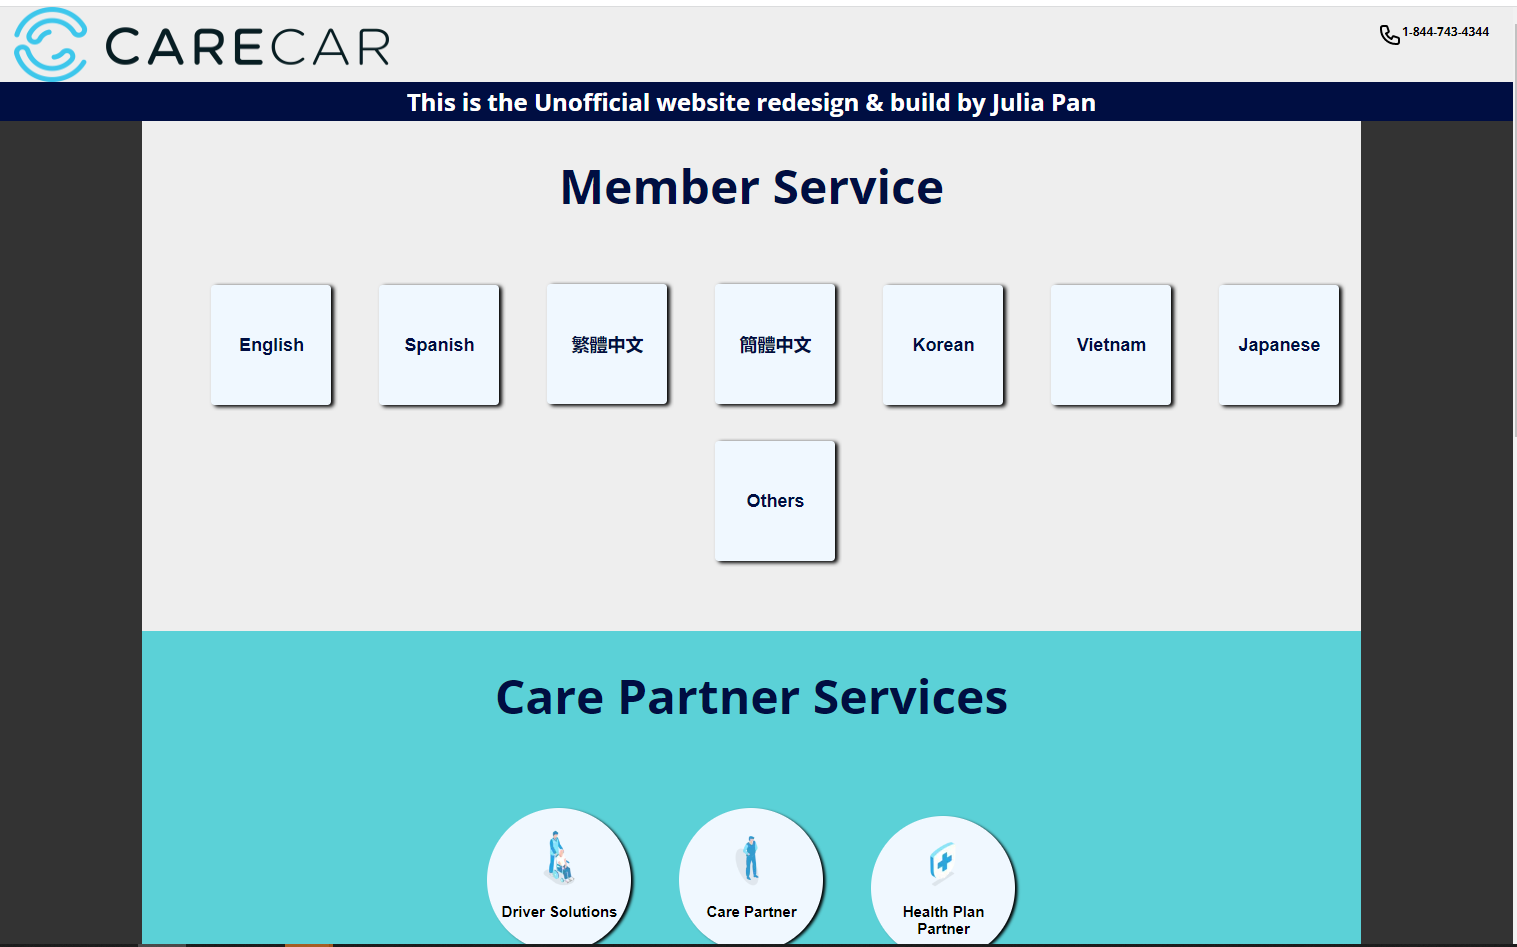 CARECAR
1-844-743-4344
This is the Unofficial website redesign & build by Julia Pan
Member Service
English
Spanish
繁體中文
簡體中文
Korean
Vietnam
Japanese
Others
Care Partner Services
Driver Solutions
Care Partner
Health Plan
Partner